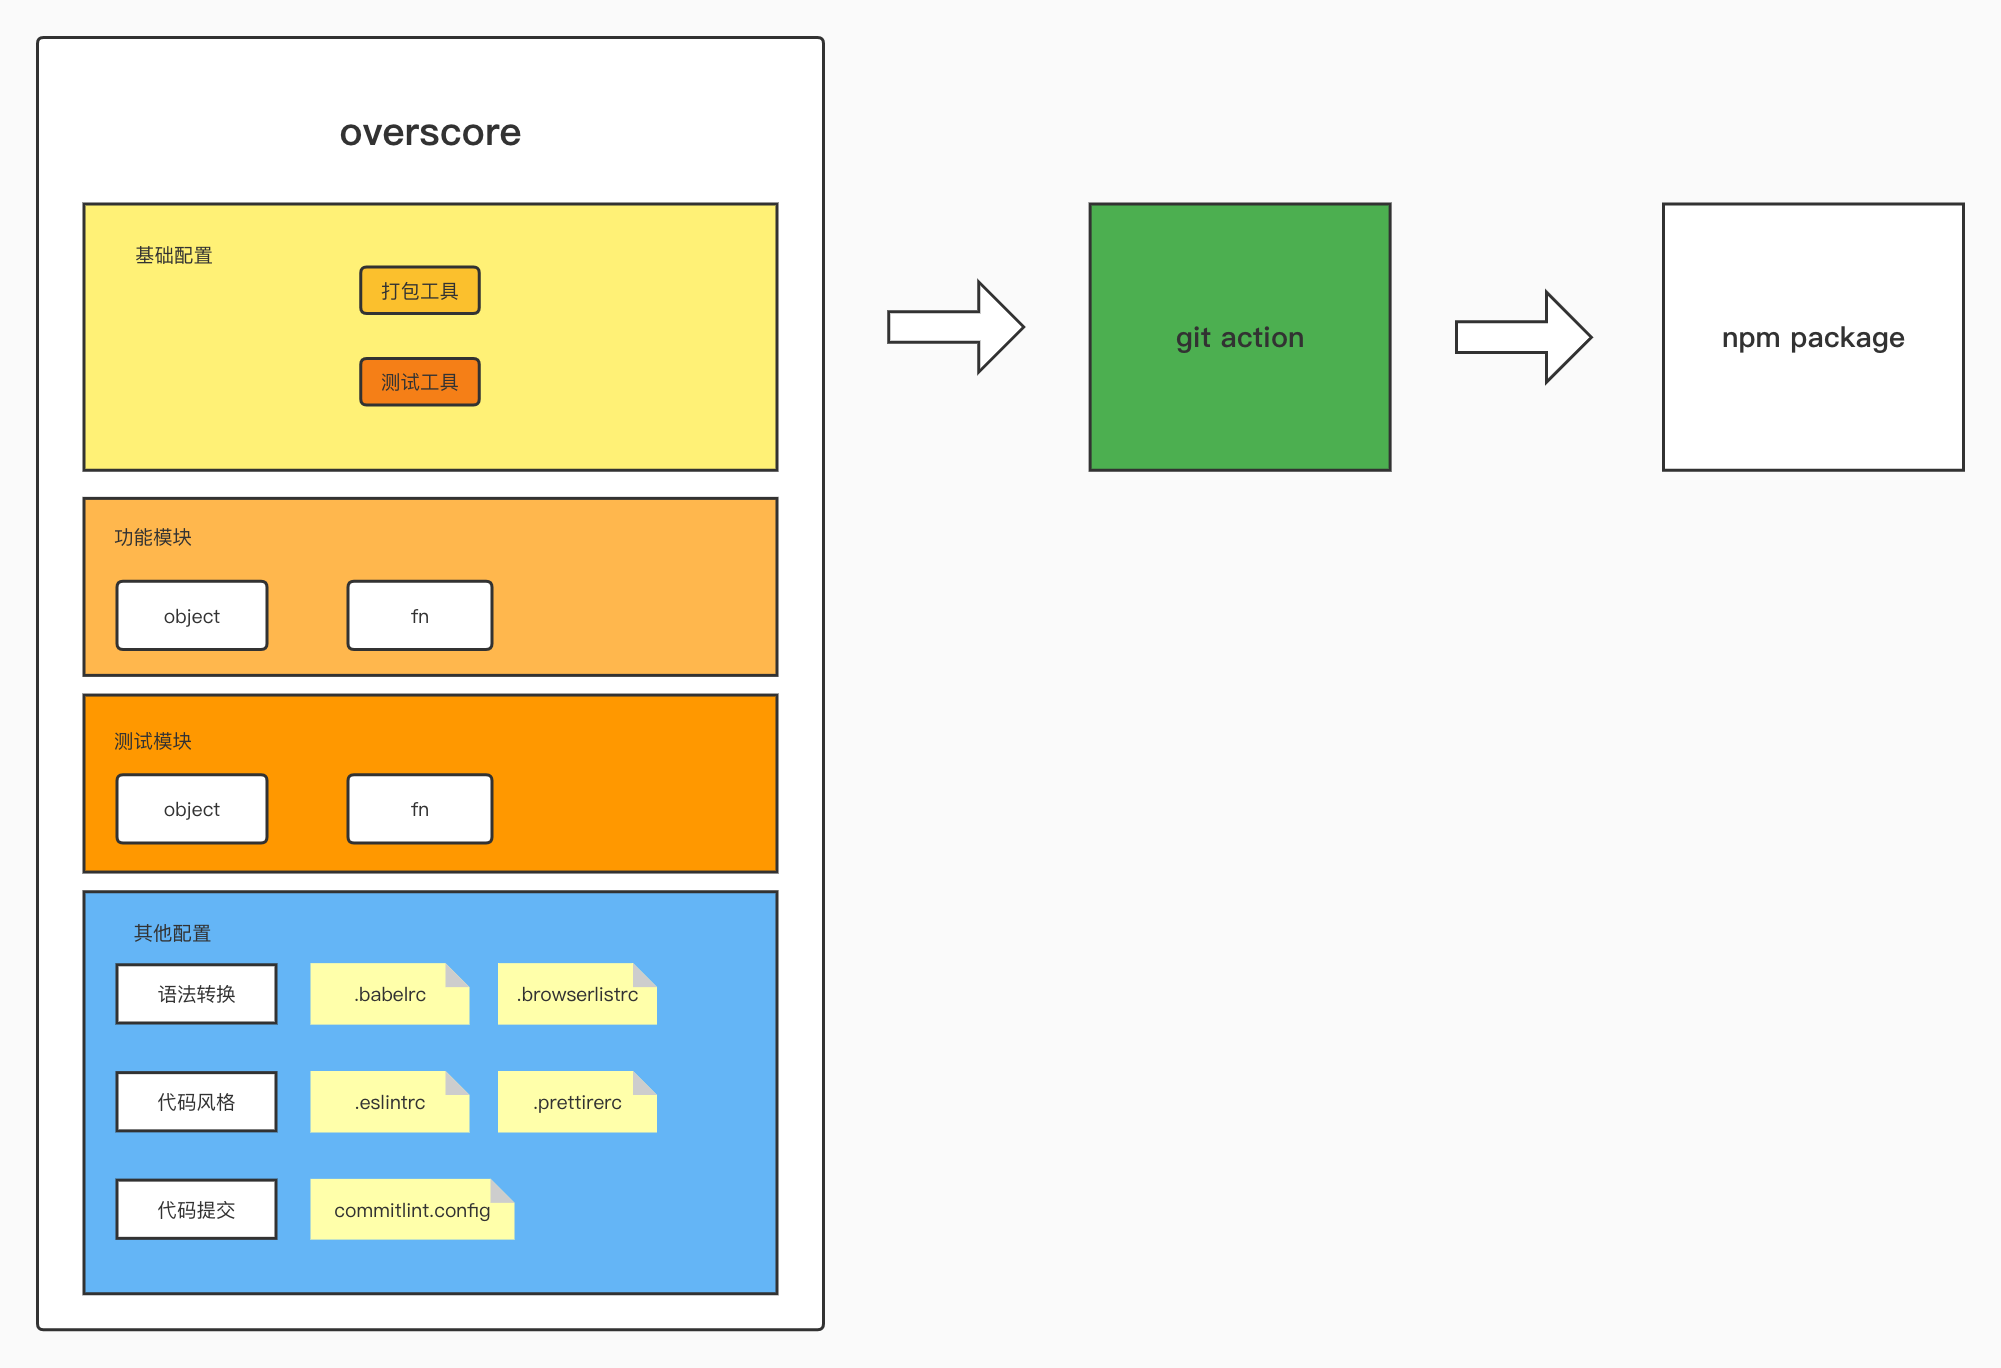 overscore
基础配置
打包工具
测试工具
git action
npm package
功能模块
object
fn
测试模块
object
fn
其他配置
语法转换
.babelrc
.browserlistrc
代码风格
.eslintrc
.prettirerc
代码提交
commitlint.config